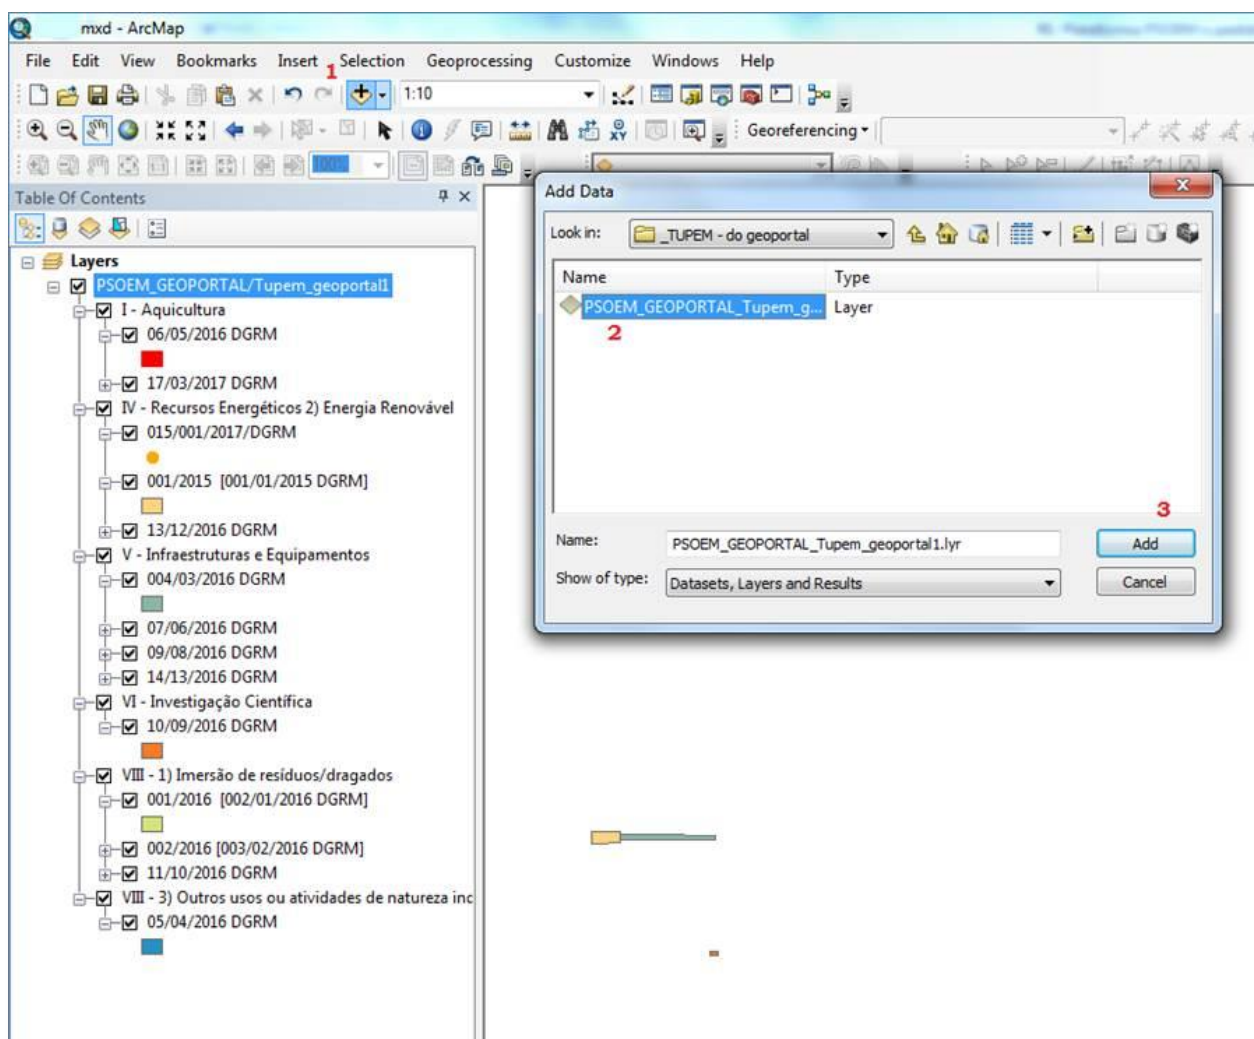 mxd - ArcMap
File Edit View Bookmarks Insert Selection Geoprocessing Customize Windows Help
1
1:10
Georeferencing
100%
Table Of Contents
Layers
PSOEM_GEOPORTAL/Tupem_geoportal1
I - Aquicultura
06/05/2016 DGRM
17/03/2017 DGRM
IV - Recursos Energéticos 2) Energia Renovável
015/001/2017/DGRM
001/2015 [001/01/2015 DGRM]
13/12/2016 DGRM
V - Infraestruturas e Equipamentos
004/03/2016 DGRM
07/06/2016 DGRM
09/08/2016 DGRM
14/13/2016 DGRM
VI - Investigação Científica
10/09/2016 DGRM
VIII - 1) Imersão de resíduos/dragados
001/2016 [002/01/2016 DGRM]
002/2016 [003/02/2016 DGRM]
11/10/2016 DGRM
VIII - 3) Outros usos ou atividades de natureza inc
05/04/2016 DGRM
Add Data
Look in: _TUPEM - do geoportal
Name Type
PSOEM_GEOPORTAL_Tupem_g... Layer
2
3
Name: PSOEM_GEOPORTAL_Tupem_geoportal1.lyr Add
Show of type: Datasets, Layers and Results Cancel